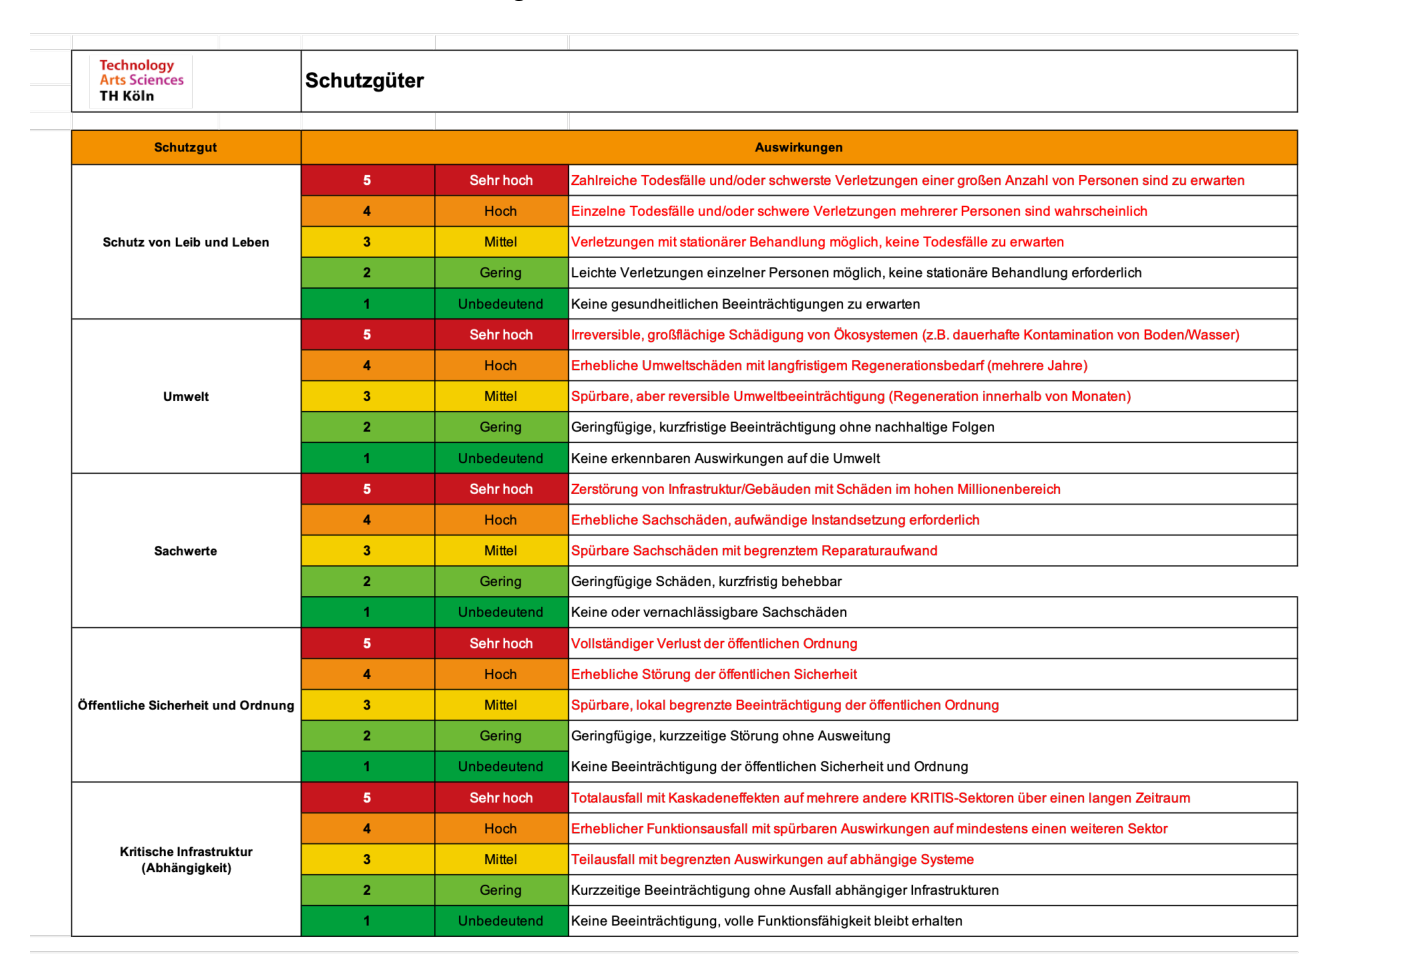 Technology
Arts Sciences
TH Köln
Schutzgüter
Schutzgut Auswirkungen
Schutz von Leib und Leben
5 Sehr hoch Zahlreiche Todesfälle und/oder schwerste Verletzungen einer großen Anzahl von Personen sind zu erwarten
4 Hoch Einzelne Todesfälle und/oder schwere Verletzungen mehrerer Personen sind wahrscheinlich
3 Mittel Verletzungen mit stationärer Behandlung möglich, keine Todesfälle zu erwarten
2 Gering Leichte Verletzungen einzelner Personen möglich, keine stationäre Behandlung erforderlich
1 Unbedeutend Keine gesundheitlichen Beeinträchtigungen zu erwarten
Umwelt
5 Sehr hoch Irreversible, großflächige Schädigung von Ökosystemen (z.B. dauerhafte Kontamination von Boden/Wasser)
4 Hoch Erhebliche Umweltschäden mit langfristigem Regenerationsbedarf (mehrere Jahre)
3 Mittel Spürbare, aber reversible Umweltbeeinträchtigung (Regeneration innerhalb von Monaten)
2 Gering Geringfügige, kurzfristige Beeinträchtigung ohne nachhaltige Folgen
1 Unbedeutend Keine erkennbaren Auswirkungen auf die Umwelt
Sachwerte
5 Sehr hoch Zerstörung von Infrastruktur/Gebäuden mit Schäden im hohen Millionenbereich
4 Hoch Erhebliche Sachschäden, aufwändige Instandsetzung erforderlich
3 Mittel Spürbare Sachschäden mit begrenztem Reparaturaufwand
2 Gering Geringfügige Schäden, kurzfristig behebbar
1 Unbedeutend Keine oder vernachlässigbare Sachschäden
Öffentliche Sicherheit und Ordnung
5 Sehr hoch Vollständiger Verlust der öffentlichen Ordnung
4 Hoch Erhebliche Störung der öffentlichen Sicherheit
3 Mittel Spürbare, lokal begrenzte Beeinträchtigung der öffentlichen Ordnung
2 Gering Geringfügige, kurzzeitige Störung ohne Ausweitung
1 Unbedeutend Keine Beeinträchtigung der öffentlichen Sicherheit und Ordnung
Kritische Infrastruktur
(Abhängigkeit)
5 Sehr hoch Totalausfall mit Kaskadeneffekten auf mehrere andere KRITIS-Sektoren über einen langen Zeitraum
4 Hoch Erheblicher Funktionsausfall mit spürbaren Auswirkungen auf mindestens einen weiteren Sektor
3 Mittel Teilausfall mit begrenzten Auswirkungen auf abhängige Systeme
2 Gering Kurzzeitige Beeinträchtigung ohne Ausfall abhängiger Infrastrukturen
1 Unbedeutend Keine Beeinträchtigung, volle Funktionsfähigkeit bleibt erhalten